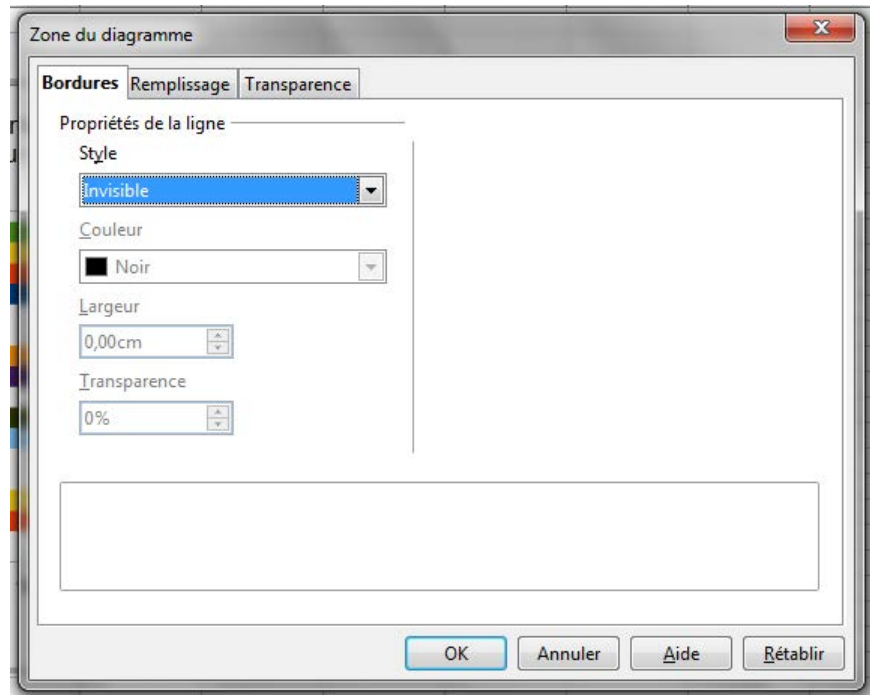 Zone du diagramme
Bordures Remplissage Transparence
Propriétés de la ligne
Style
Invisible
Couleur
Noir
Largeur
0,00cm
Transparence
0%
OK Annuler Aide Rétablir